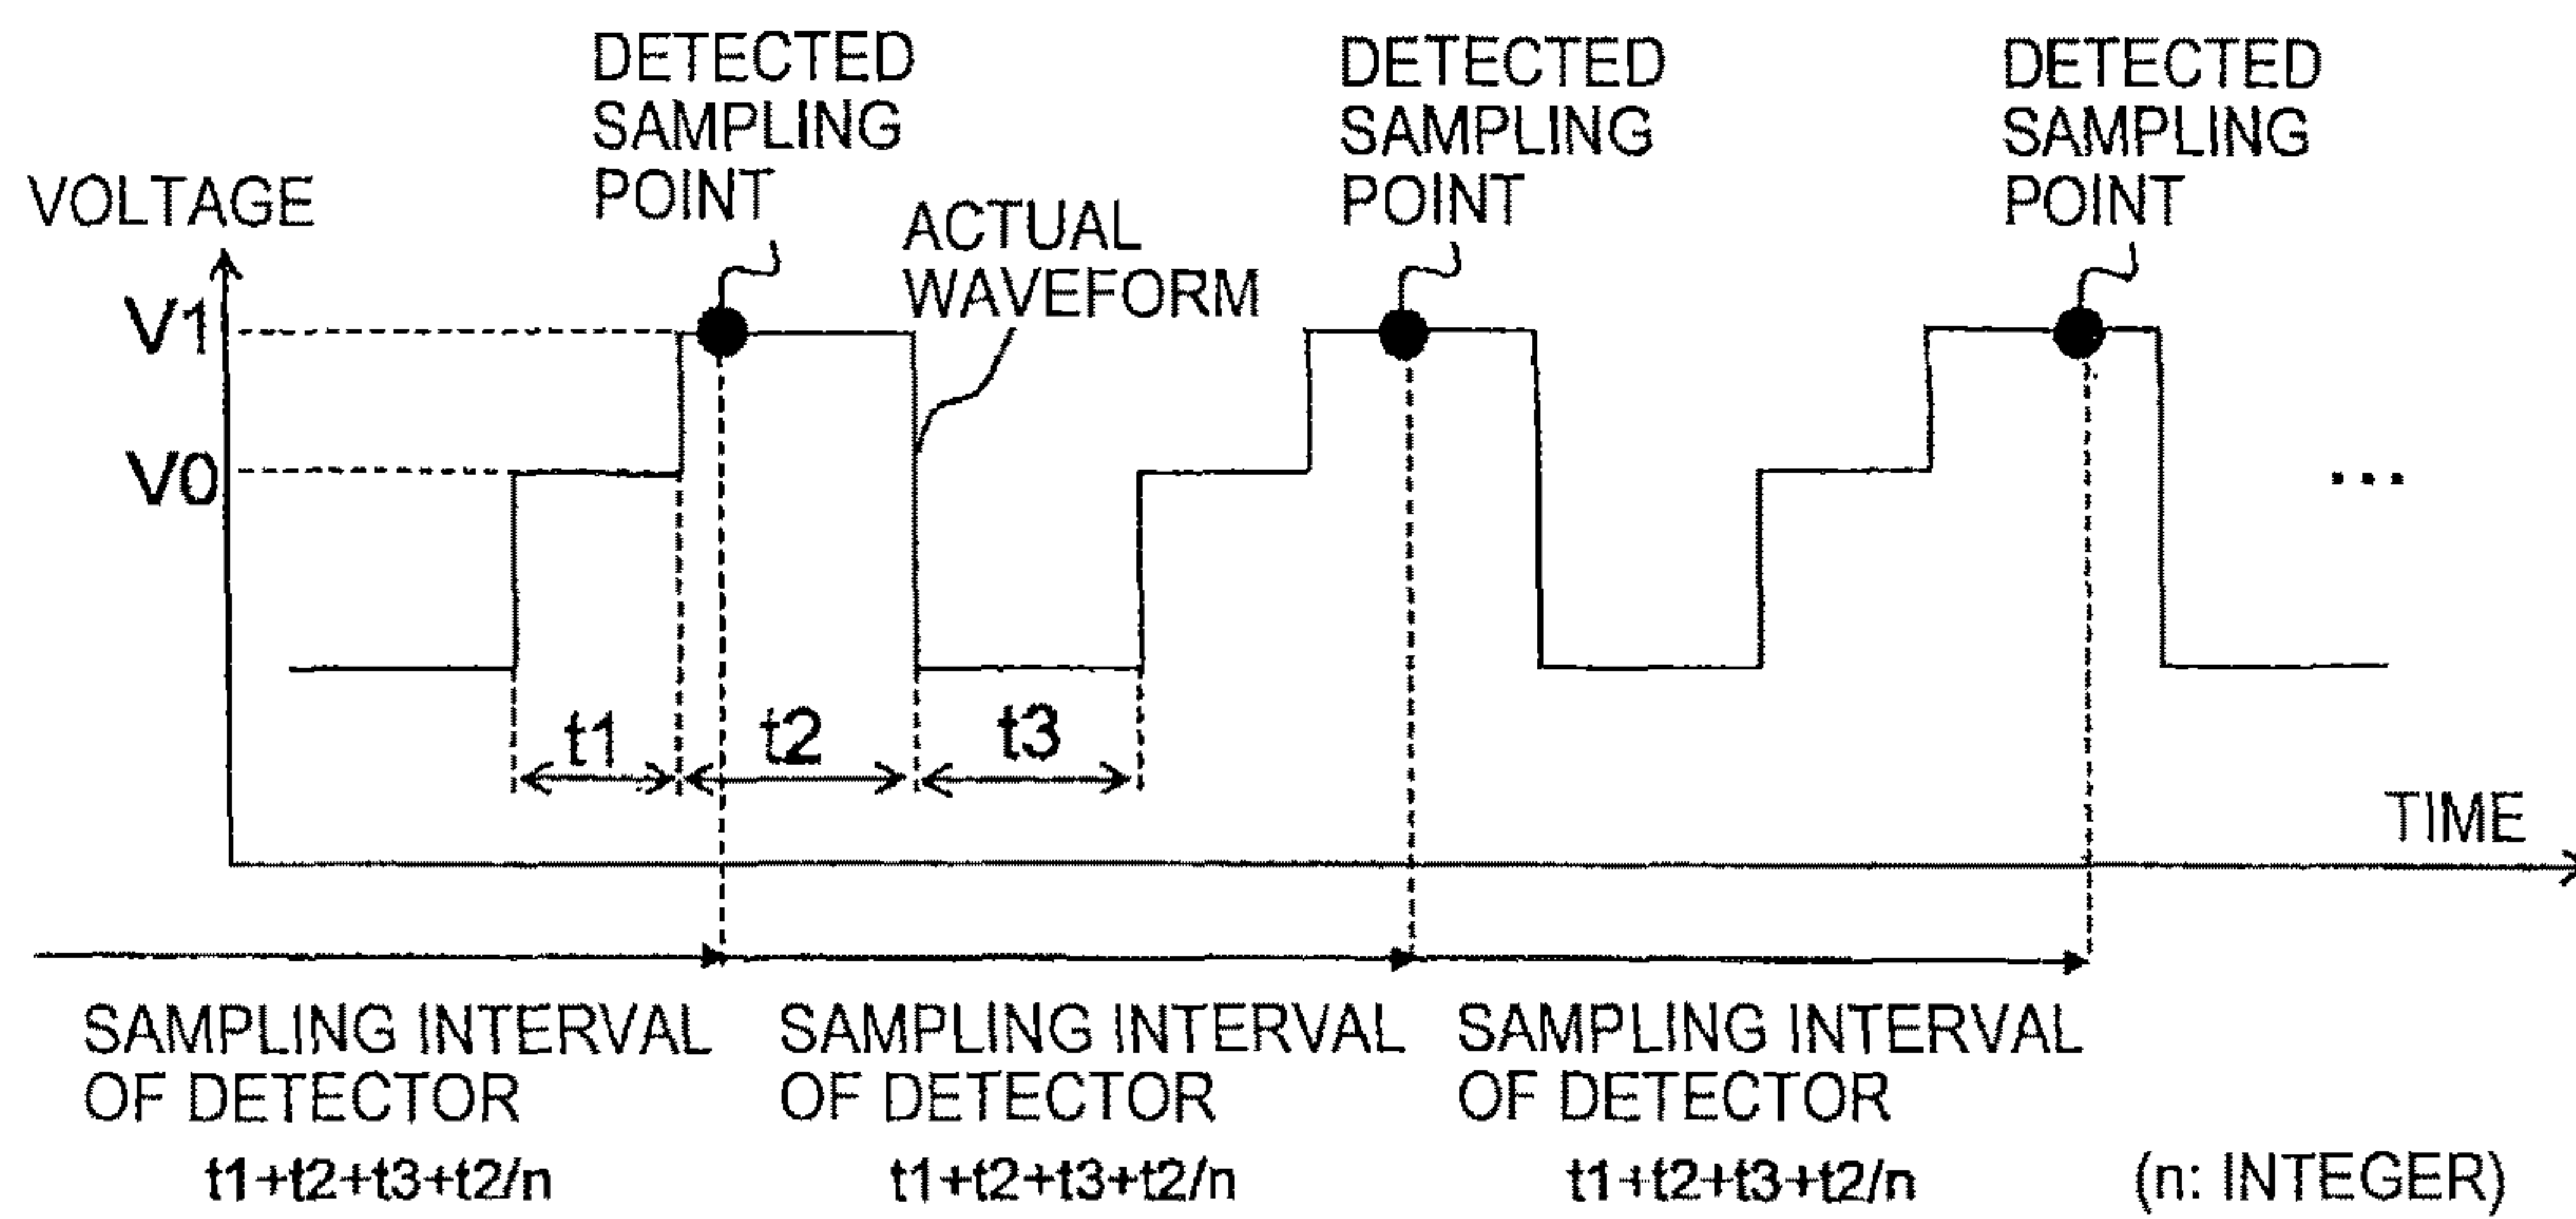 DETECTED
SAMPLING
POINT
DETECTED
SAMPLING
POINT
DETECTED
SAMPLING
POINT
VOLTAGE
ACTUAL
WAVEFORM
V1
V0
...
t1
t2
t3
TIME
SAMPLING INTERVAL
OF DETECTOR
t1+t2+t3+t2/n
SAMPLING INTERVAL
OF DETECTOR
t1+t2+t3+t2/n
SAMPLING INTERVAL
OF DETECTOR
t1+t2+t3+t2/n
(n: INTEGER)